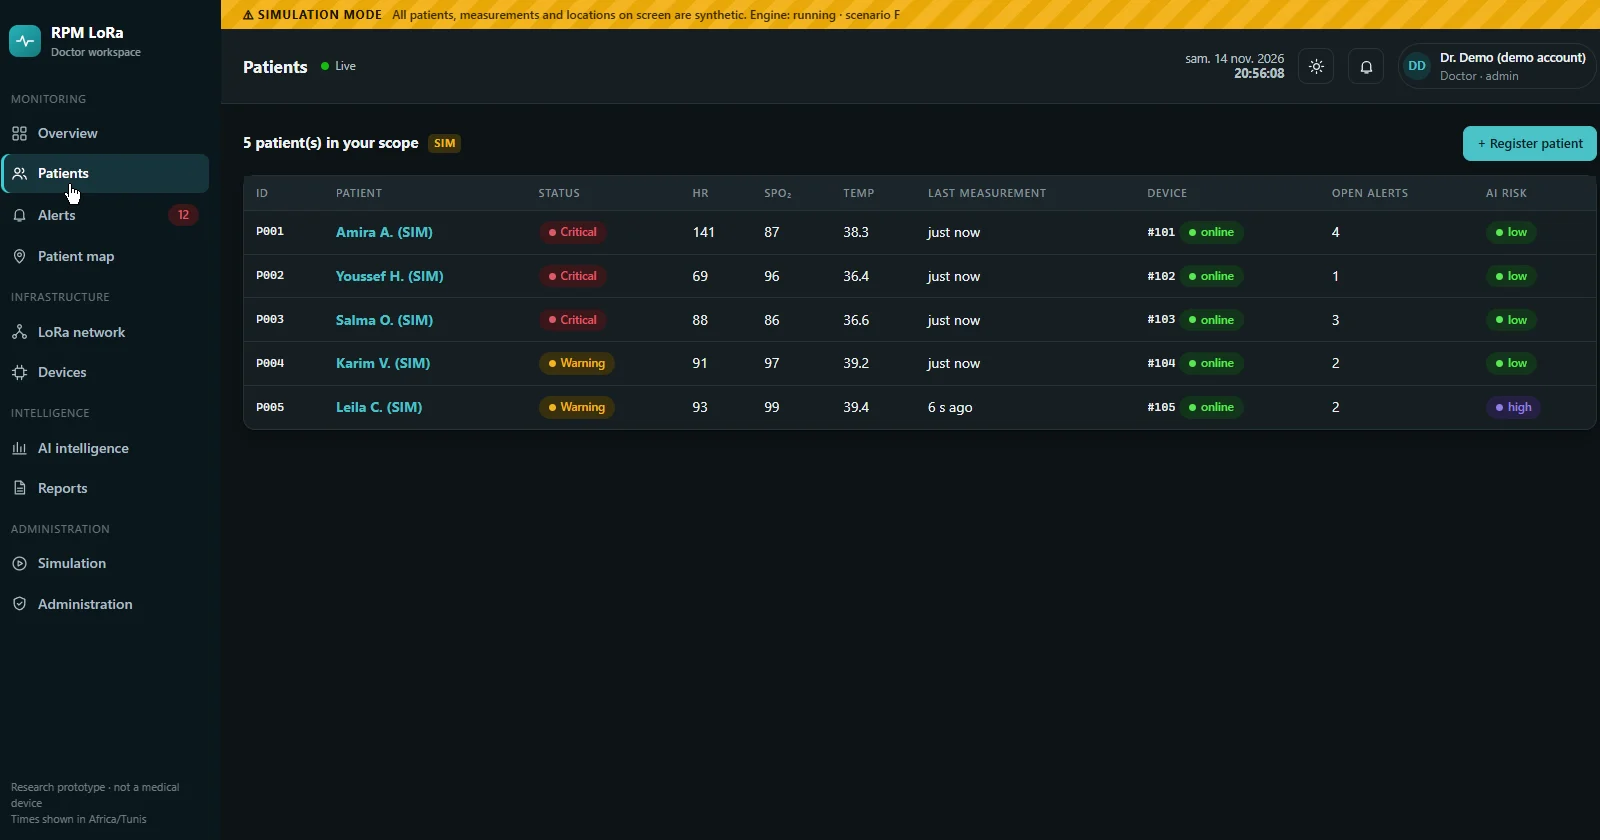 RPM LoRa
Doctor workspace
MONITORING
Overview
Patients
Alerts 12
Patient map
INFRASTRUCTURE
LoRa network
Devices
INTELLIGENCE
AI intelligence
Reports
ADMINISTRATION
Simulation
Administration
Research prototype · not a medical
device
Times shown in Africa/Tunis
⚠ SIMULATION MODE All patients, measurements and locations on screen are synthetic. Engine: running · scenario F
Patients Live
sam. 14 nov. 2026
20:56:08
DD
Dr. Demo (demo account)
Doctor · admin
5 patient(s) in your scope SIM
+ Register patient
ID PATIENT STATUS HR SPO₂ TEMP LAST MEASUREMENT DEVICE OPEN ALERTS AI RISK
P001 Amira A. (SIM) Critical 141 87 38.3 just now #101 online 4 low
P002 Youssef H. (SIM) Critical 69 96 36.4 just now #102 online 1 low
P003 Salma O. (SIM) Critical 88 86 36.6 just now #103 online 3 low
P004 Karim V. (SIM) Warning 91 97 39.2 just now #104 online 2 low
P005 Leila C. (SIM) Warning 93 99 39.4 6 s ago #105 online 2 high